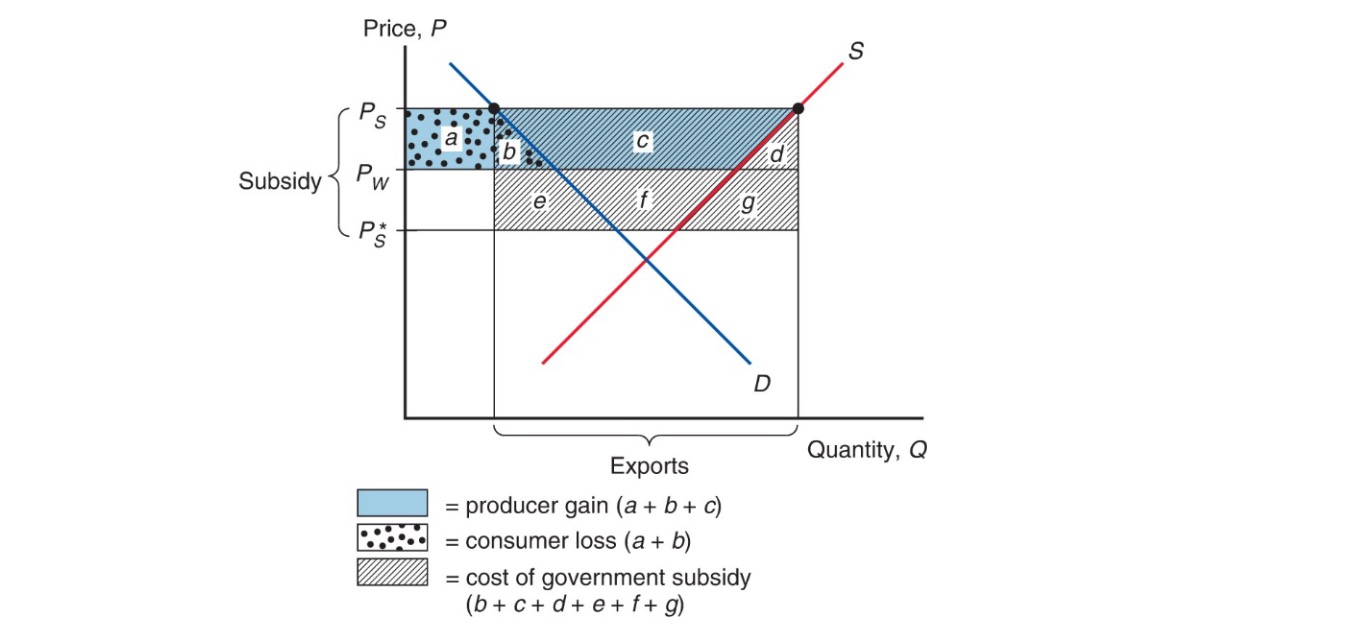 Price, P
S
P_S
a
b
c
d
Subsidy
P_W
e
f
g
P*_S
D
Quantity, Q
Exports
= producer gain (a + b + c)
= consumer loss (a + b)
= cost of government subsidy
(b + c + d + e + f + g)